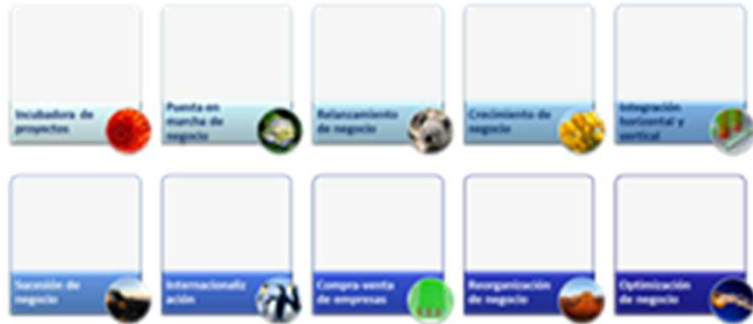 Incubadora de
proyectos
Puesta en
marcha de
negocio
Relanzamiento
de negocio
Crecimiento de
negocio
Integración
horizontal y
vertical
Sucesión de
negocio
Internacionaliz
ación
Compra-venta
de empresas
Reorganización
de negocio
Optimización
de negocio